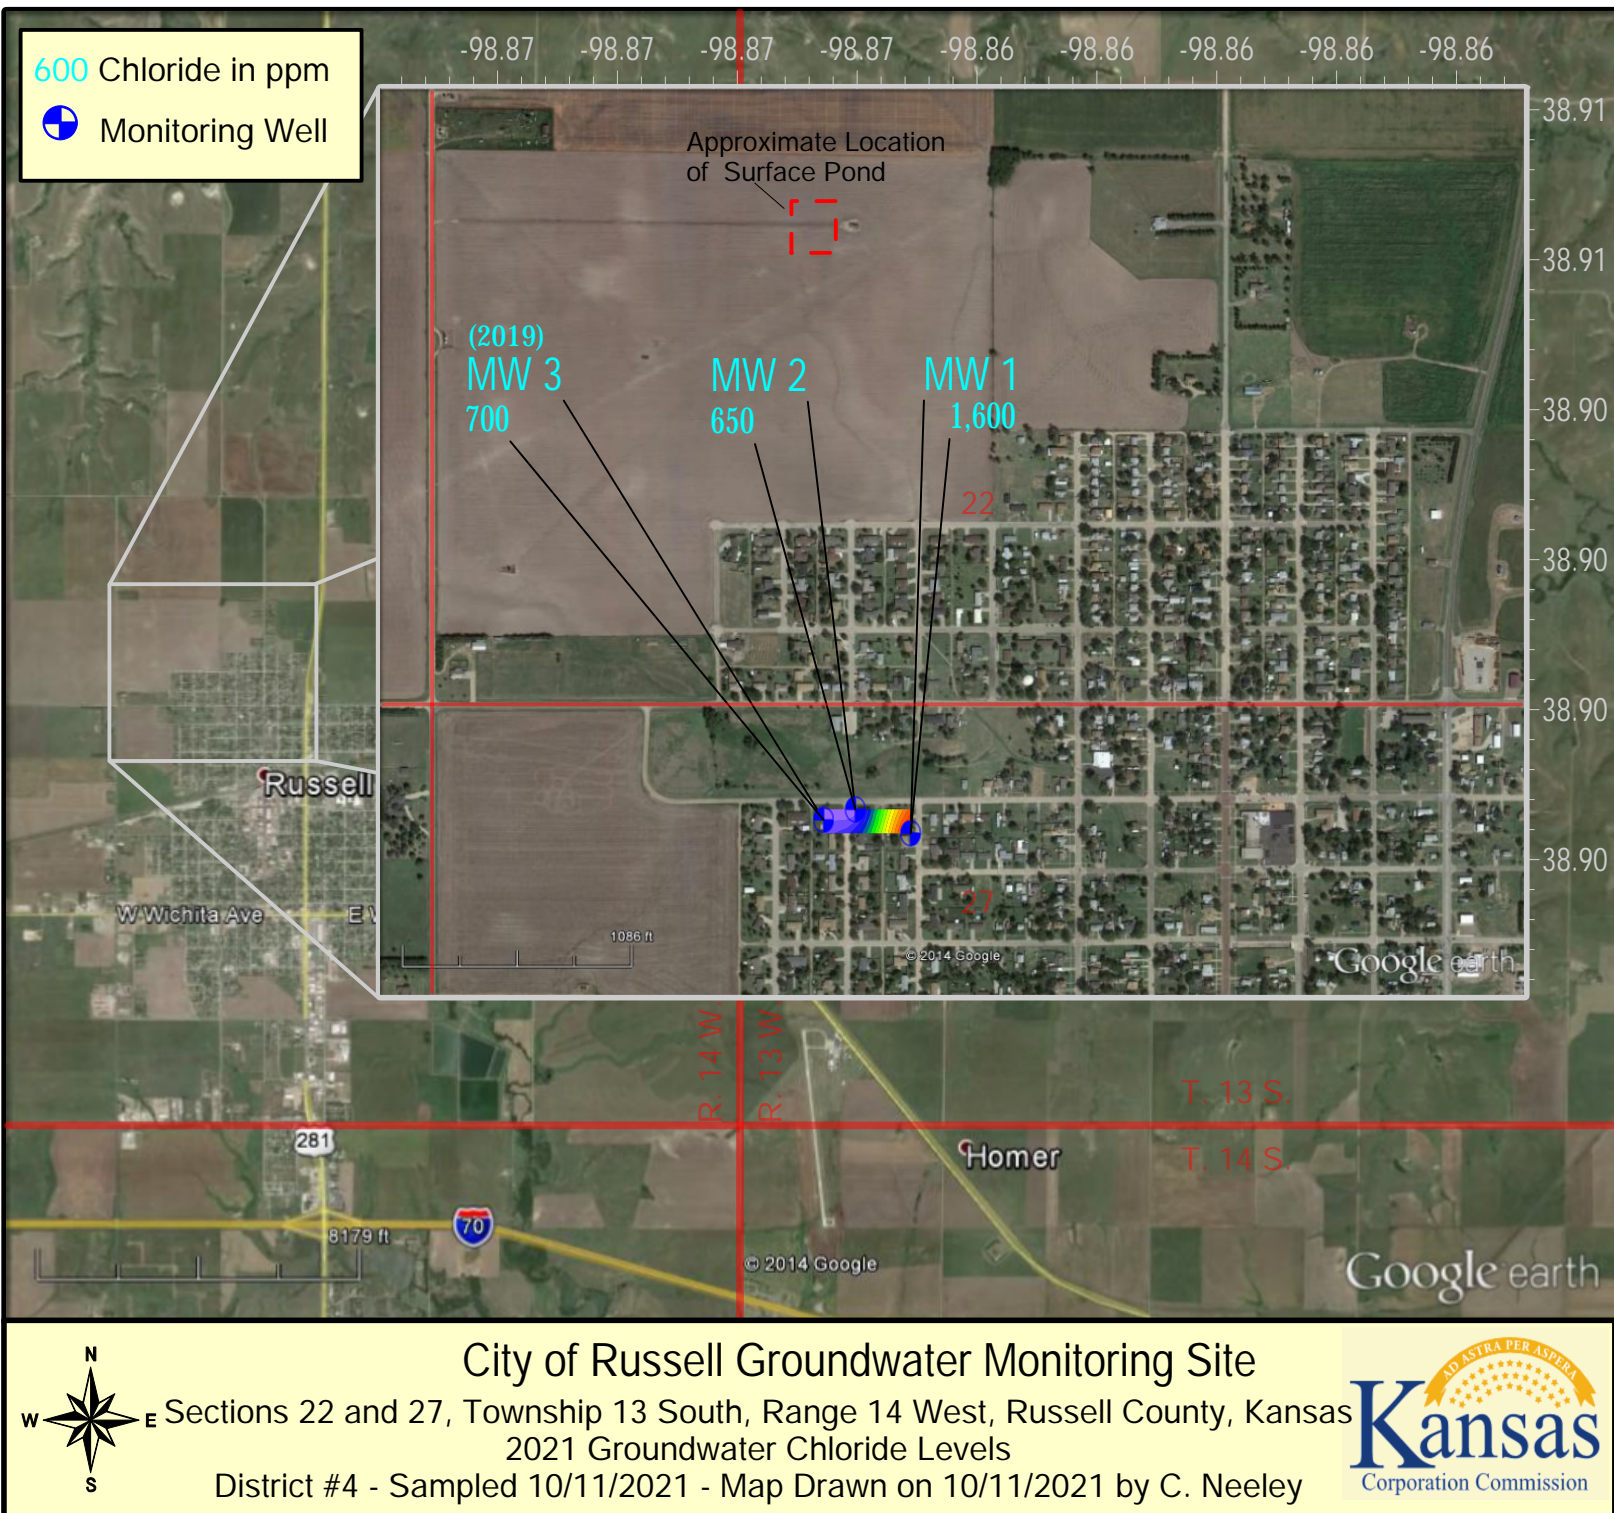 600 Chloride in ppm
Monitoring Well
-98.87 -98.87 -98.87 -98.87 -98.86 -98.86 -98.86 -98.86 -98.86
38.91
38.91
38.90
38.90
38.90
38.90
Approximate Location
of Surface Pond
(2019)
MW 3
700
MW 2
650
MW 1
1,600
22
27
1086 ft
© 2014 Google
Google earth
Russell
W Wichita Ave
E
R. 14 W
R. 13 W
T. 13 S.
T. 14 S.
281
Homer
70
8179 ft
© 2014 Google
Google earth
N
W
E
S
City of Russell Groundwater Monitoring Site
Sections 22 and 27, Township 13 South, Range 14 West, Russell County, Kansas
2021 Groundwater Chloride Levels
District #4 - Sampled 10/11/2021 - Map Drawn on 10/11/2021 by C. Neeley
AD ASTRA PER ASPERA
Kansas
Corporation Commission